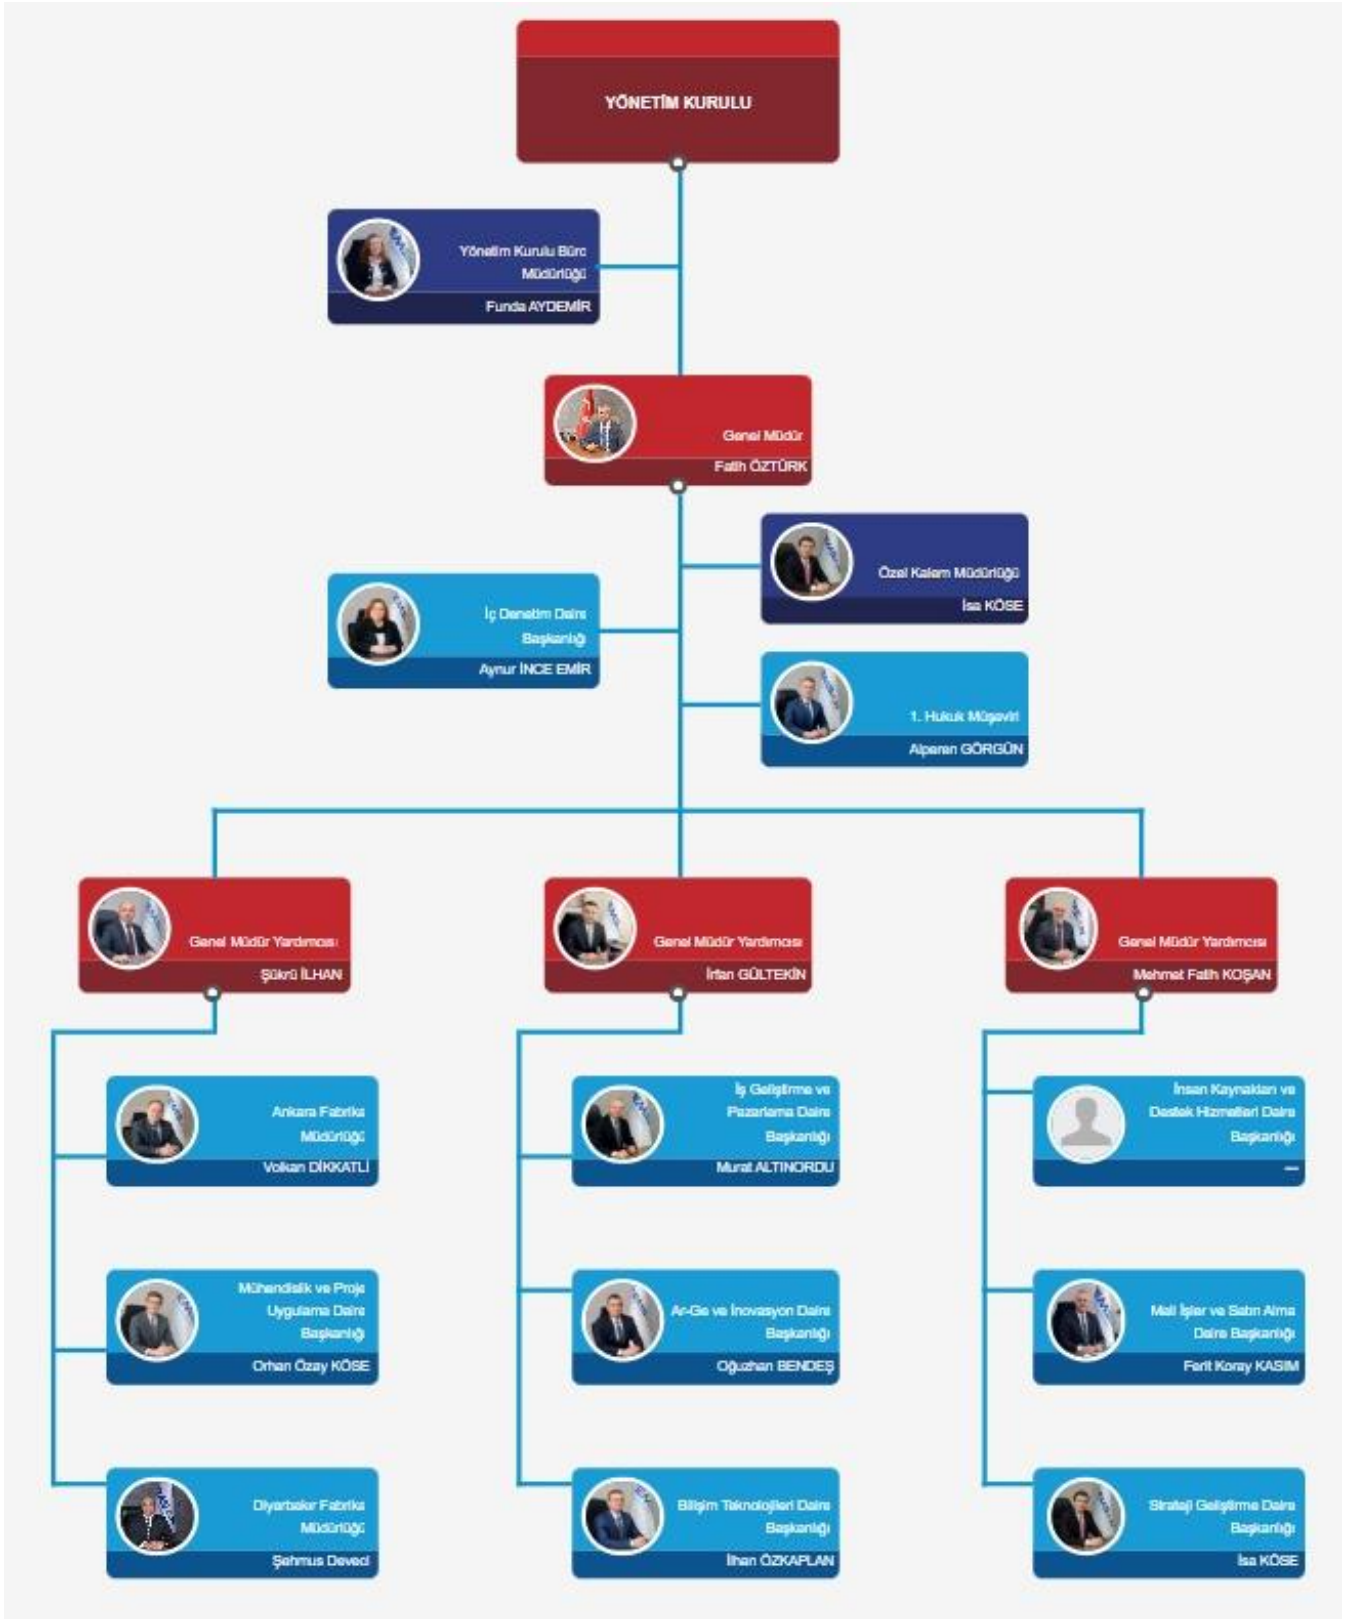 YÖNETİM KURULU
Yönetim Kurulu Büro
Müdürlüğü
Funda AYDEMİR
Genel Müdür
Fatih ÖZTÜRK
Özel Kalem Müdürlüğü
İsa KÖSE
İç Denetim Daire
Başkanlığı
Aynur İNCE EMİR
1. Hukuk Müşaviri
Alperen GÖRGÜN
Genel Müdür Yardımcısı
Şükrü İLHAN
Genel Müdür Yardımcısı
İrfan GÜLTEKİN
Genel Müdür Yardımcısı
Mehmet Fatih KOŞAN
Ankara Fabrika
Müdürlüğü
Volkan DİKKATLİ
İş Geliştirme ve
Pazarlama Daire
Başkanlığı
Murat ALTINORDU
İnsan Kaynakları ve
Destek Hizmetleri Daire
Başkanlığı
---
Mühendislik ve Proje
Uygulama Daire
Başkanlığı
Orhan Özay KÖSE
Ar-Ge ve İnovasyon Daire
Başkanlığı
Oğuzhan BENDEŞ
Mali İşler ve Satın Alma
Daire Başkanlığı
Ferit Koray KASIM
Diyarbakır Fabrika
Müdürlüğü
Şehmus Deveci
Bilişim Teknolojileri Daire
Başkanlığı
İlhan ÖZKAPLAN
Strateji Geliştirme Daire
Başkanlığı
İsa KÖSE